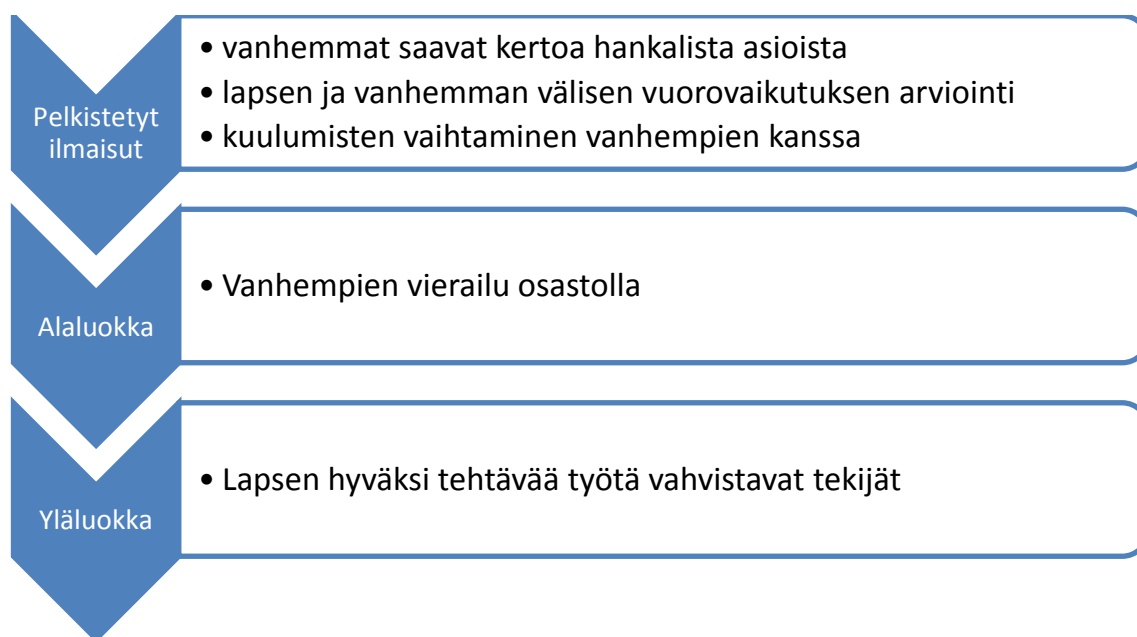 Pelkistetyt
ilmaisut
• vanhemmat saavat kertoa hankalista asioista
• lapsen ja vanhemman välisen vuorovaikutuksen arviointi
• kuulumisten vaihtaminen vanhempien kanssa
Alaluokka
• Vanhempien vierailu osastolla
Yläluokka
• Lapsen hyväksi tehtävää työtä vahvistavat tekijät